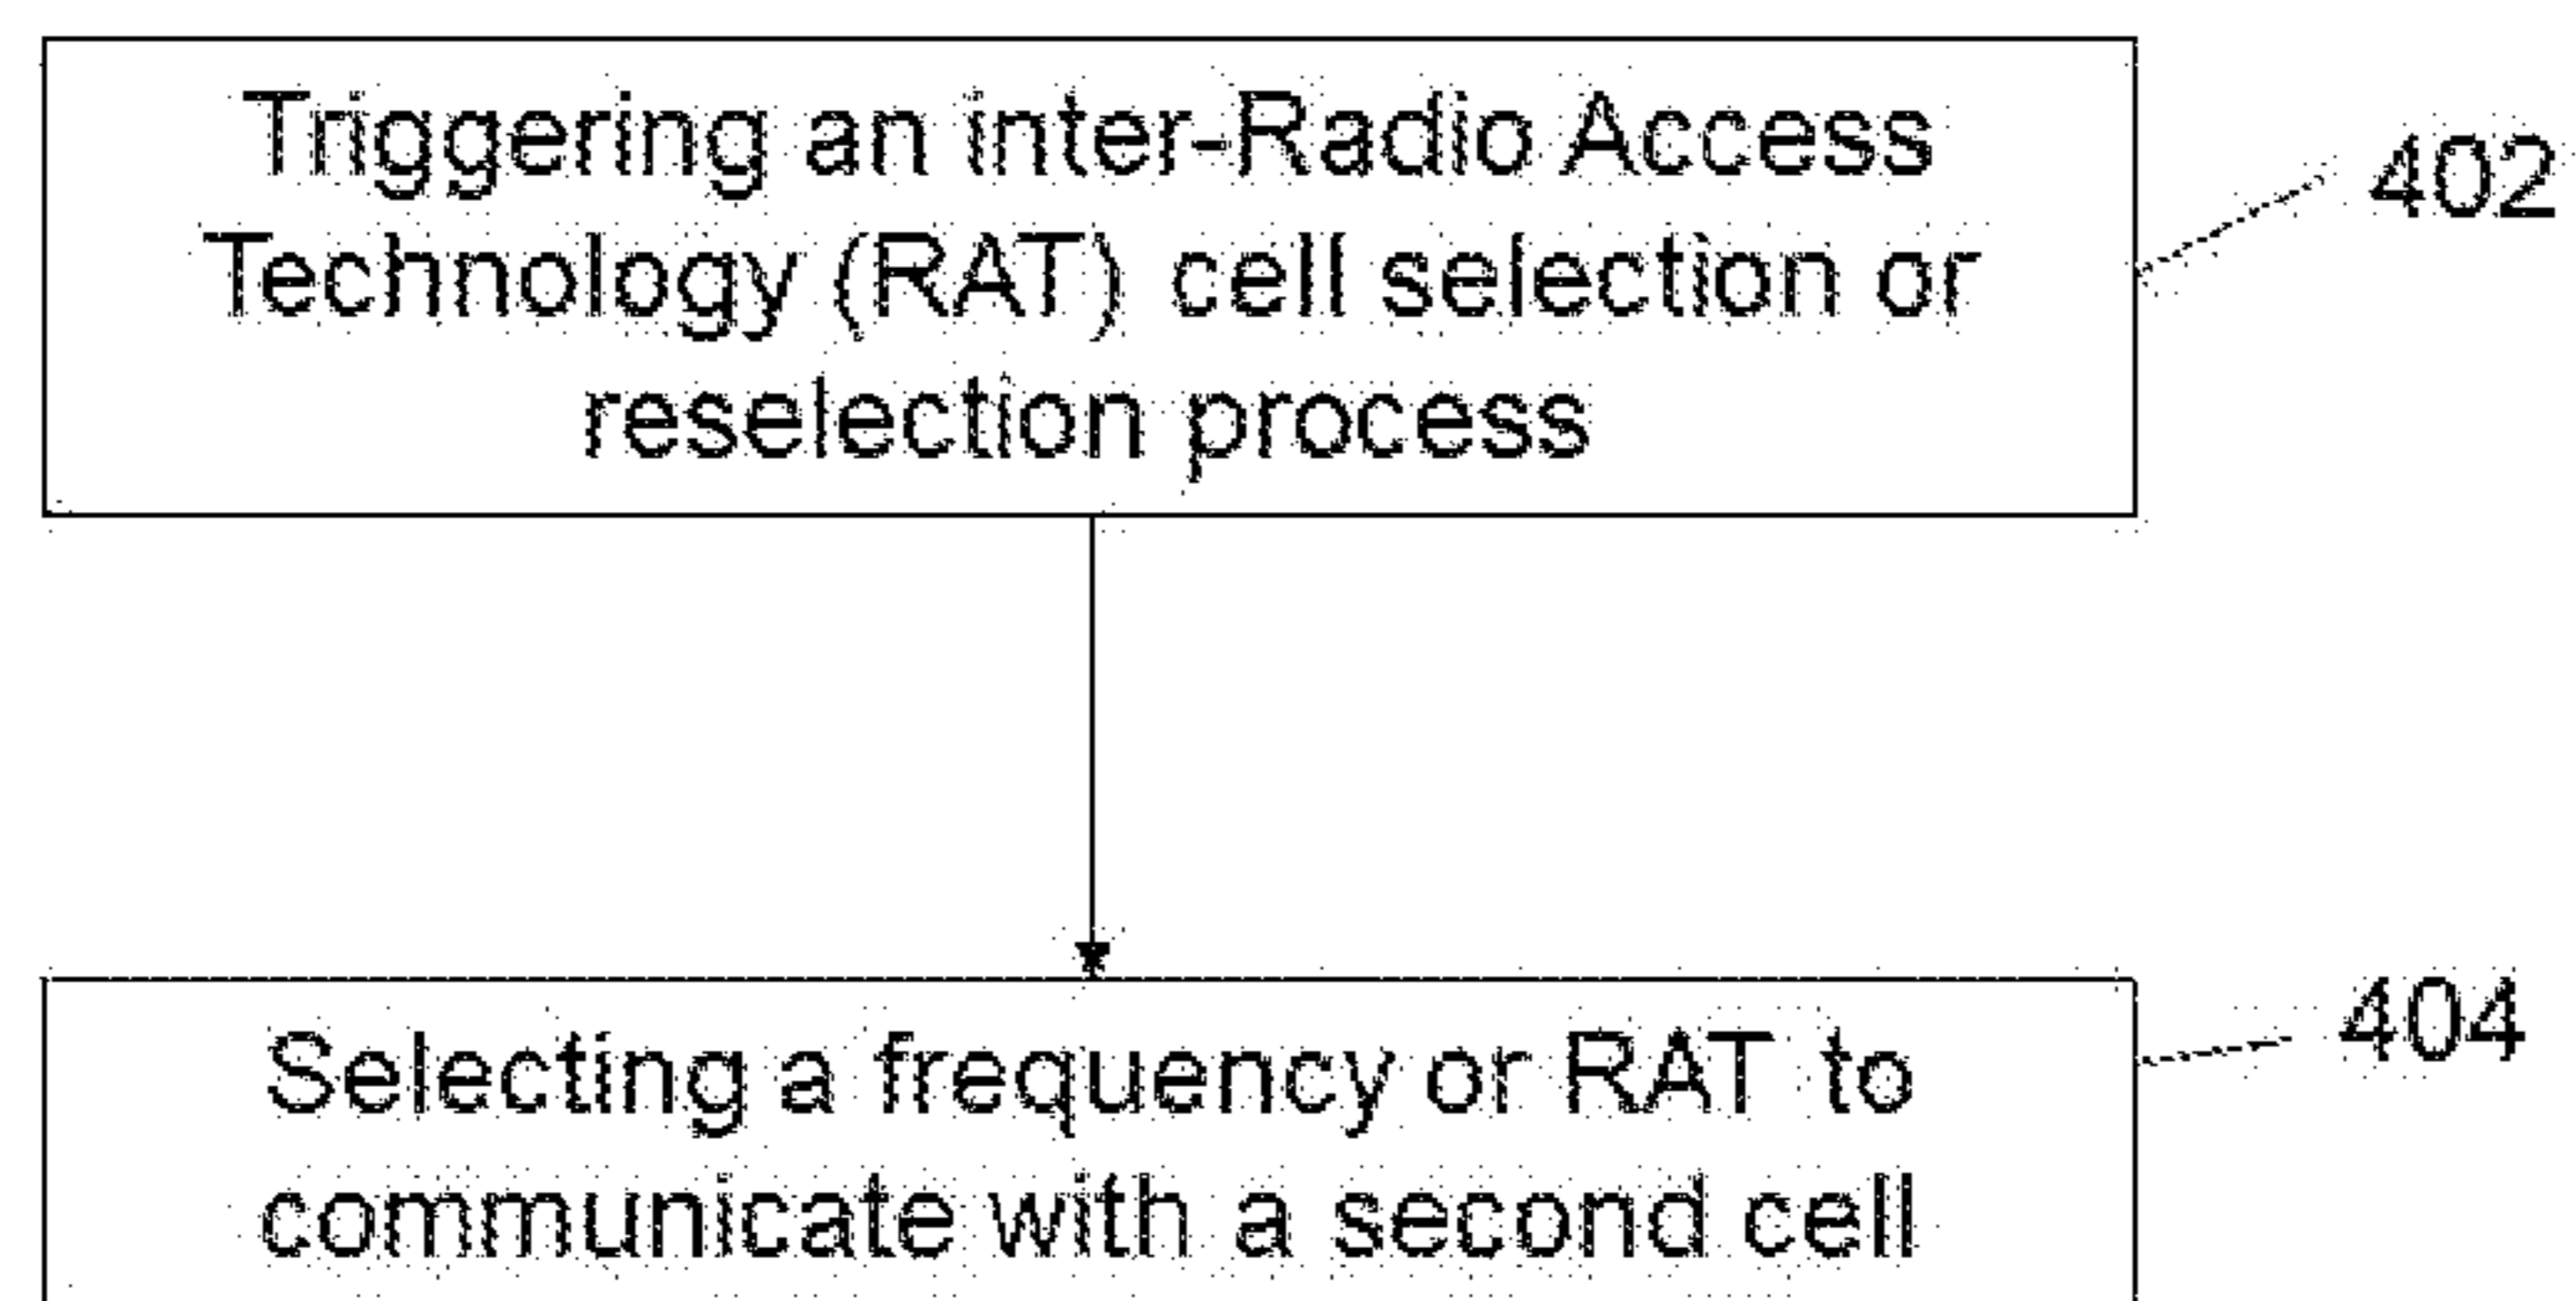 Triggering an inter-Radio Access
Technology (RAT) cell selection or
reselection process
402
Selecting a frequency or RAT to
communicate with a second cell
404